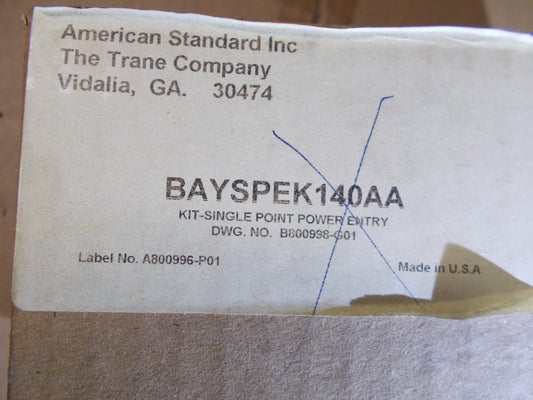 American Standard Inc
The Trane Company
Vidalia, GA. 30474
BAYSPEK140AA
KIT-SINGLE POINT POWER ENTRY
DWG. NO. B800998-G01
Label No. A800996-P01
Made in U.S.A